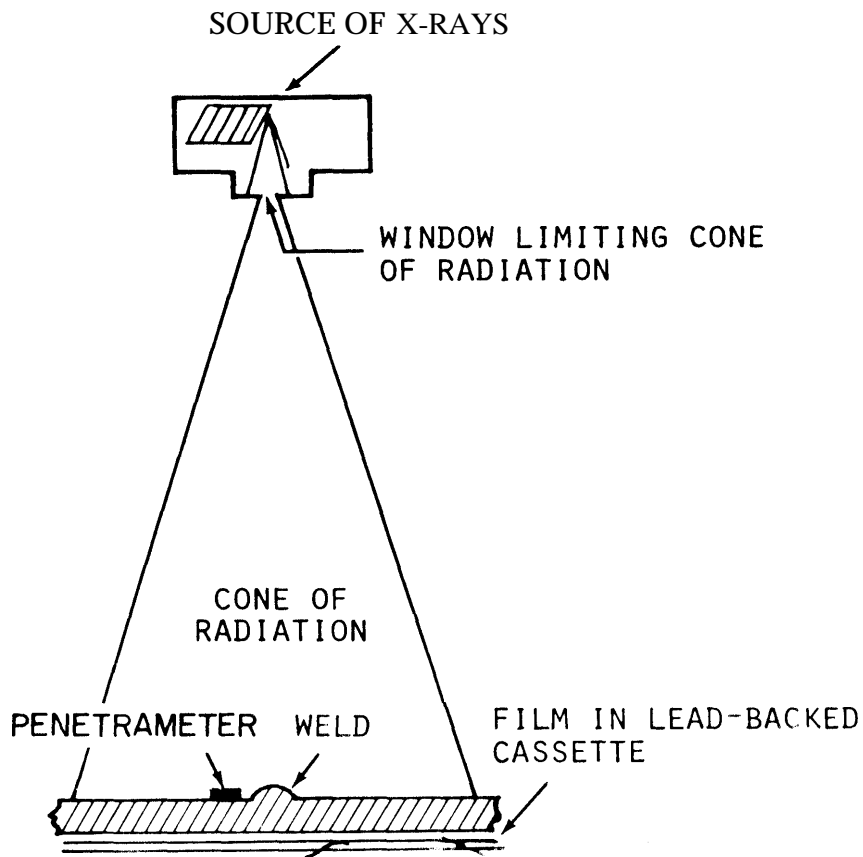 SOURCE OF X-RAYS
WINDOW LIMITING CONE
OF RADIATION
CONE OF
RADIATION
PENETRAMETER
WELD
FILM IN LEAD-BACKED
CASSETTE